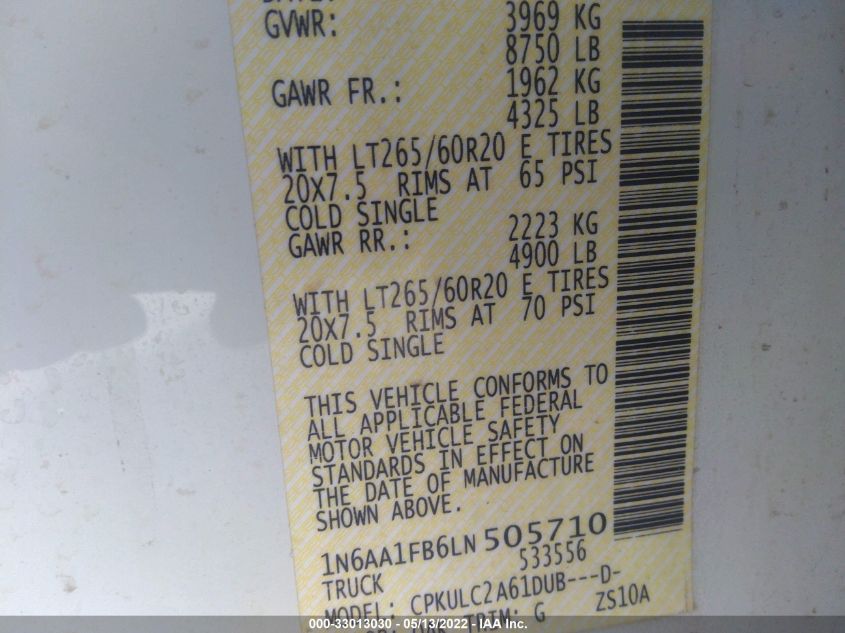 GVWR: 3969 KG
8750 LB
GAWR FR.: 1962 KG
4325 LB
WITH LT265/60R20 E TIRES
20X7.5 RIMS AT 65 PSI
COLD SINGLE
GAWR RR.: 2223 KG
4900 LB
WITH LT265/60R20 E TIRES
20X7.5 RIMS AT 70 PSI
COLD SINGLE
THIS VEHICLE CONFORMS TO
ALL APPLICABLE FEDERAL
MOTOR VEHICLE SAFETY
STANDARDS IN EFFECT ON
THE DATE OF MANUFACTURE
SHOWN ABOVE.
1N6AA1FB6LN 505710
533556
TRUCK
MODEL: CPKULC2A61DUB---D-
TRIM: G ZS10A
000-33013030 - 05/13/2022 - IAA Inc.